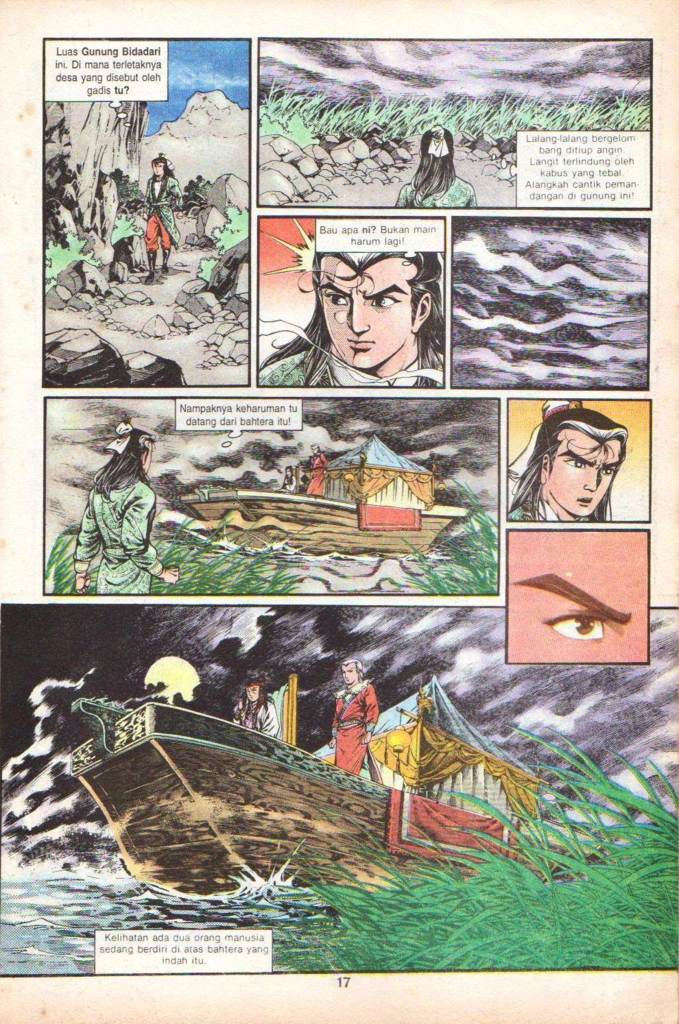 Luas Gunung Bidadari
ini. Di mana terletaknya
desa yang disebut oleh
gadis tu?
Lalang-lalang bergelom
bang ditiup angin.
Langit terlindung oleh
kabus yang tebal.
Alangkah cantik peman-
dangan di gunung ini!
Bau apa ni? Bukan main
harum lagi!
Nampaknya keharuman tu
datang dari bahtera itu!
Kelihatan ada dua orang manusia
sedang berdiri di atas bahtera yang
indah itu.
17